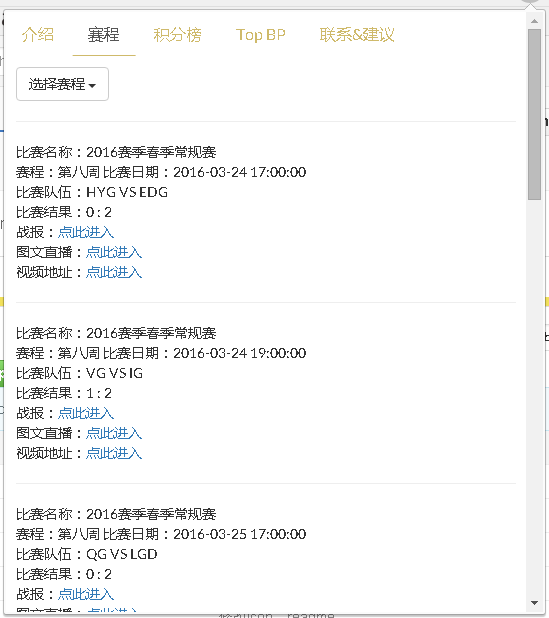 介绍 赛程 积分榜 Top BP 联系&建议
选择赛程
比赛名称：2016赛季春季常规赛
赛程：第八周 比赛日期：2016-03-24 17:00:00
比赛队伍：HYG VS EDG
比赛结果：0 : 2
战报：点此进入
图文直播：点此进入
视频地址：点此进入
比赛名称：2016赛季春季常规赛
赛程：第八周 比赛日期：2016-03-24 19:00:00
比赛队伍：VG VS IG
比赛结果：1 : 2
战报：点此进入
图文直播：点此进入
视频地址：点此进入
比赛名称：2016赛季春季常规赛
赛程：第八周 比赛日期：2016-03-25 17:00:00
比赛队伍：QG VS LGD
比赛结果：0 : 2
战报：点此进入
图文直播：点此进入